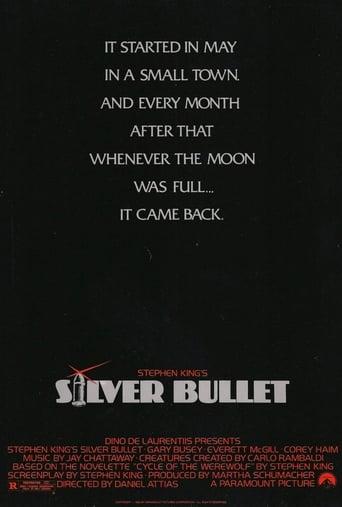 IT STARTED IN MAY
IN A SMALL TOWN.
AND EVERY MONTH
AFTER THAT
WHENEVER THE MOON
WAS FULL...
IT CAME BACK.
STEPHEN KING'S
SILVER BULLET
DINO DE LAURENTIIS PRESENTS
STEPHEN KING'S SILVER BULLET · GARY BUSEY · EVERETT McGILL · COREY HAIM
MUSIC BY JAY CHATTAWAY · CREATURES CREATED BY CARLO RAMBALDI
BASED ON THE NOVELETTE "CYCLE OF THE WEREWOLF" BY STEPHEN KING
SCREENPLAY BY STEPHEN KING · PRODUCED BY MARTHA SCHUMACHER
R DIRECTED BY DANIEL ATTIAS A PARAMOUNT PICTURE